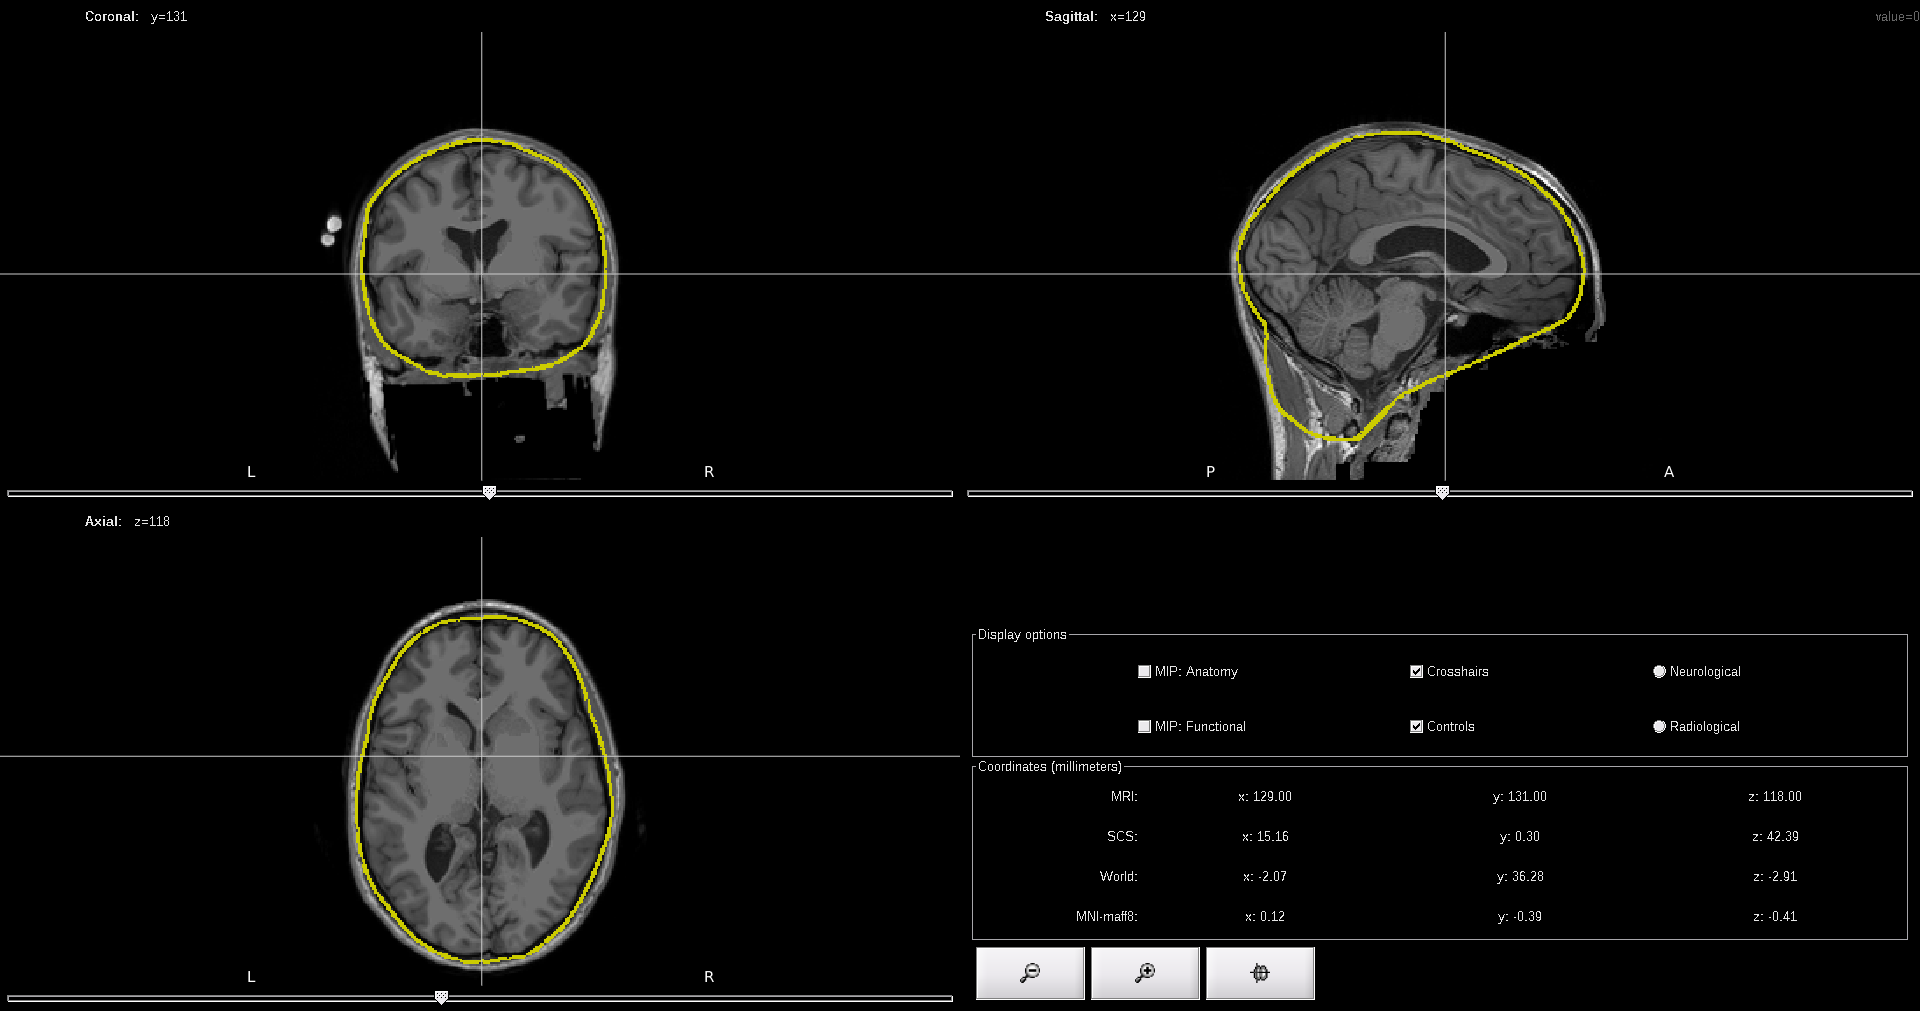 Coronal: y=131
Sagittal: x=129
value=0
L
R
P
A
Axial: z=118
L
R
Display options
MIP: Anatomy
Crosshairs
Neurological
MIP: Functional
Controls
Radiological
Coordinates (millimeters)
MRI: x: 129.00 y: 131.00 z: 118.00
SCS: x: 15.16 y: 0.30 z: 42.39
World: x: -2.07 y: 36.28 z: -2.91
MNI-maff8: x: 0.12 y: -0.39 z: -0.41